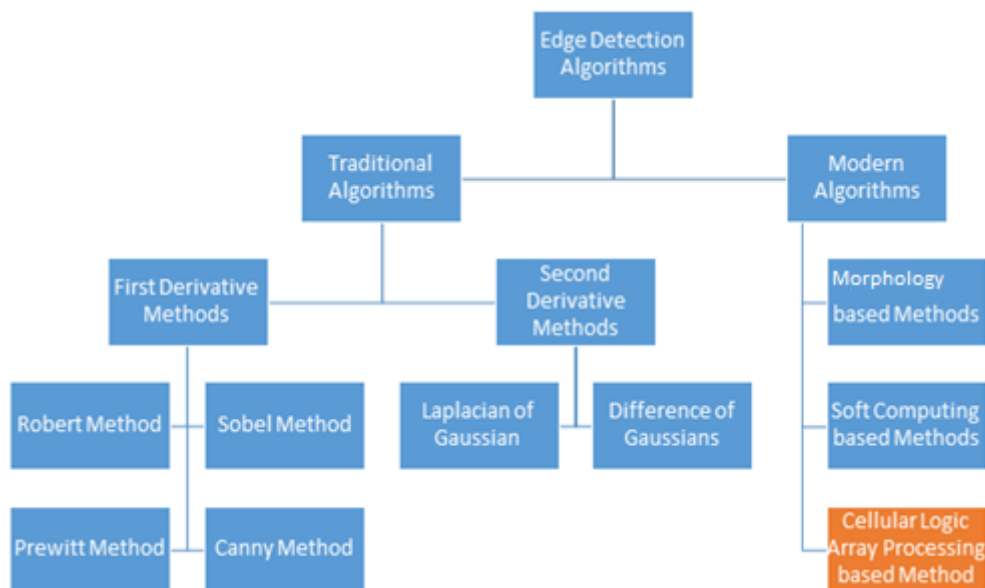 Edge Detection
Algorithms
Traditional
Algorithms
Modern
Algorithms
First Derivative
Methods
Second
Derivative
Methods
Morphology
based Methods
Robert Method
Sobel Method
Laplacian of
Gaussian
Difference of
Gaussians
Soft Computing
based Methods
Prewitt Method
Canny Method
Cellular Logic
Array Processing
based Method